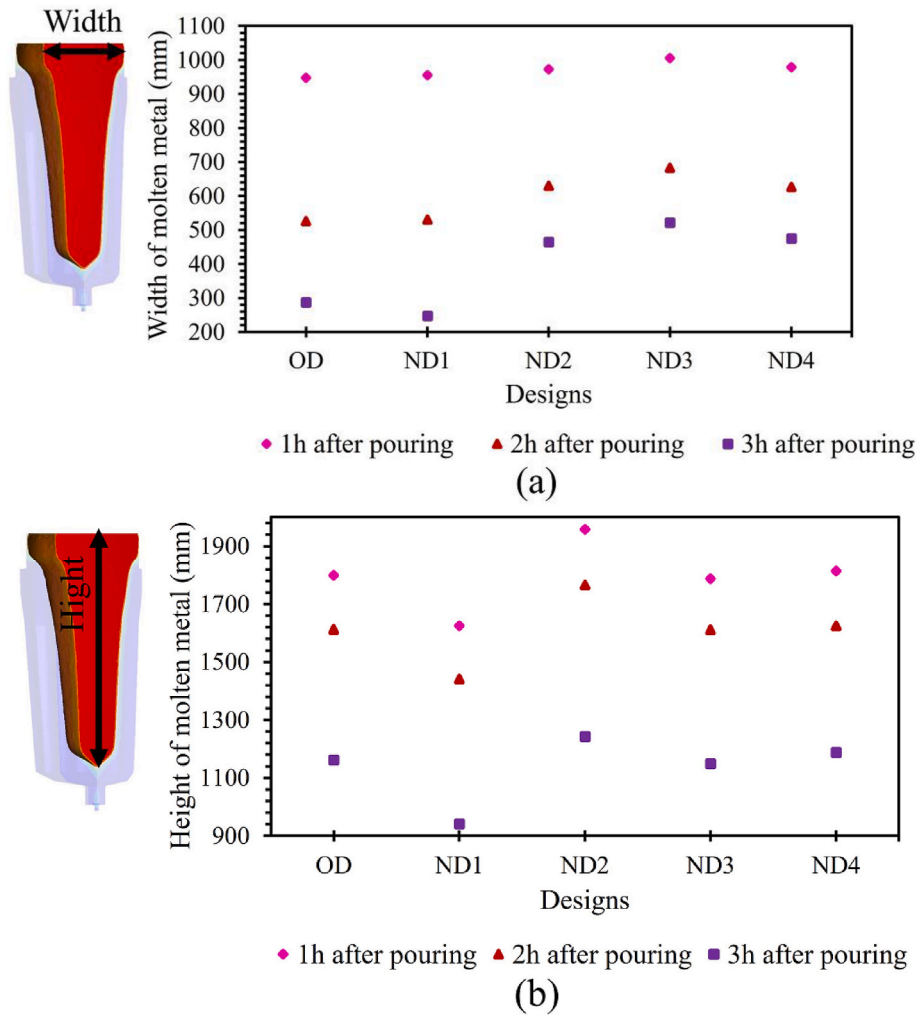 Width
Width of molten metal (mm)
1100
1000
900
800
700
600
500
400
300
200
OD ND1 ND2 ND3 ND4
Designs
1h after pouring 2h after pouring 3h after pouring
(a)
Hight
Height of molten metal (mm)
1900
1700
1500
1300
1100
900
OD ND1 ND2 ND3 ND4
Designs
1h after pouring 2h after pouring 3h after pouring
(b)